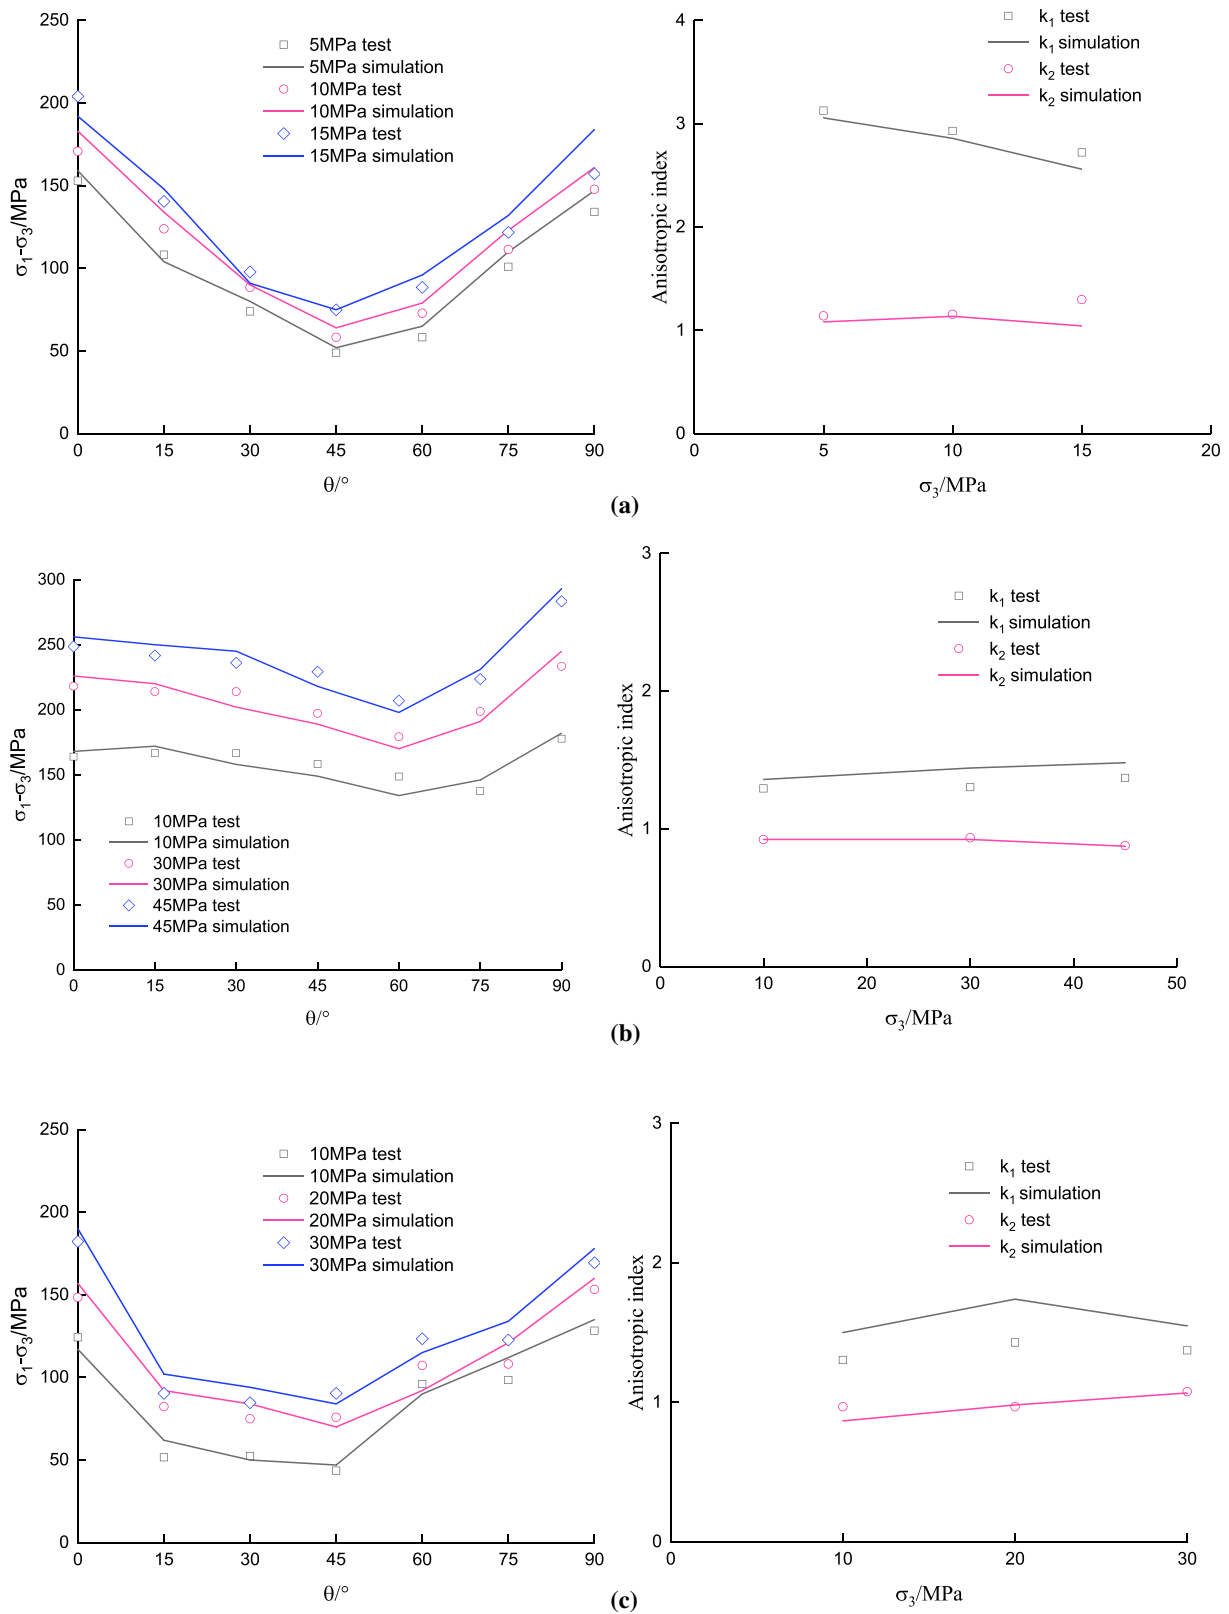 250
200
150
100
50
0
σ1-σ3/MPa
5MPa test
5MPa simulation
10MPa test
10MPa simulation
15MPa test
15MPa simulation
0 15 30 45 60 75 90
θ/°
4
3
2
1
0
Anisotropic index
k1 test
k1 simulation
k2 test
k2 simulation
0 5 10 15 20
σ3/MPa
(a)
300
250
200
150
100
50
0
σ1-σ3/MPa
10MPa test
10MPa simulation
30MPa test
30MPa simulation
45MPa test
45MPa simulation
0 15 30 45 60 75 90
θ/°
3
2
1
0
Anisotropic index
k1 test
k1 simulation
k2 test
k2 simulation
10 20 30 40 50
σ3/MPa
(b)
250
200
150
100
50
0
σ1-σ3/MPa
10MPa test
10MPa simulation
20MPa test
20MPa simulation
30MPa test
30MPa simulation
0 15 30 45 60 75 90
θ/°
3
2
1
0
Anisotropic index
k1 test
k1 simulation
k2 test
k2 simulation
0 10 20 30
σ3/MPa
(c)